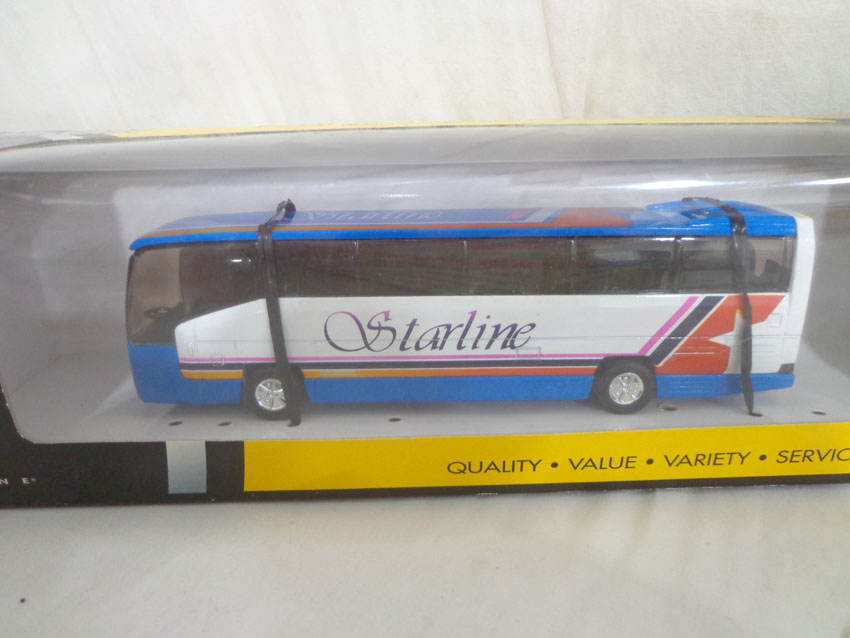 Starline
Starline
QUALITY • VALUE • VARIETY • SERVIC
N E